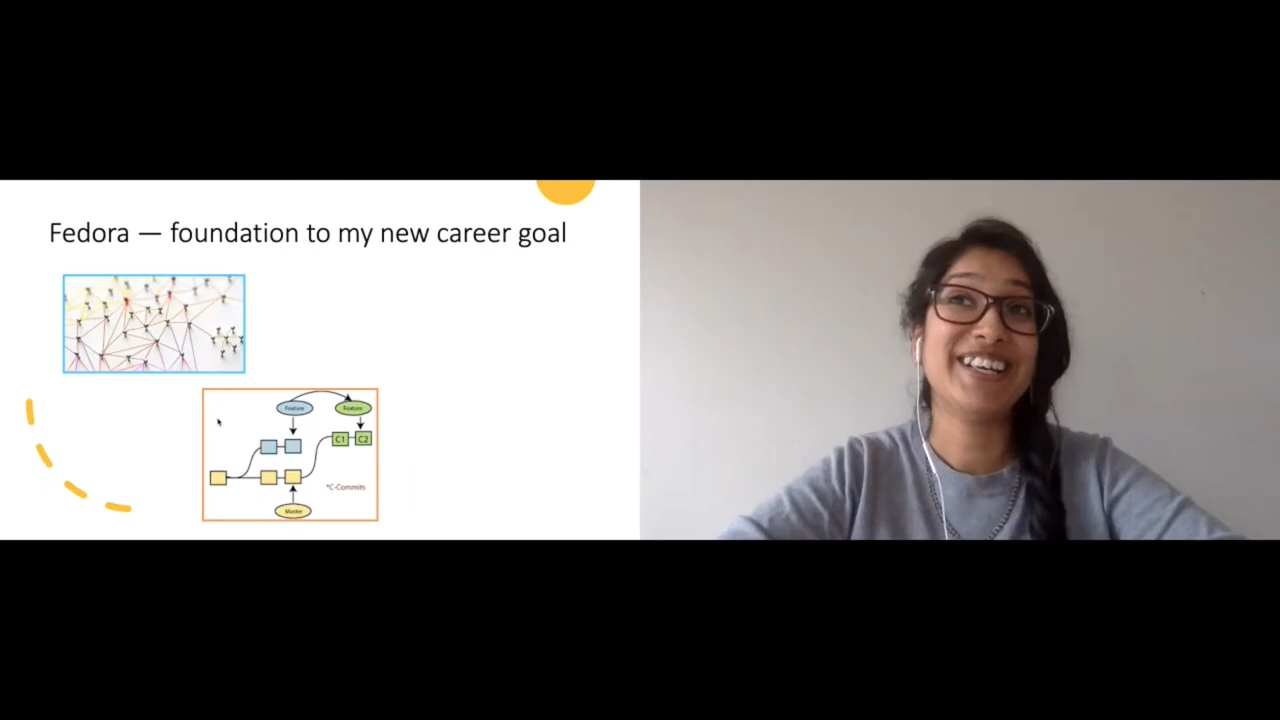 Fedora — foundation to my new career goal
Feature
Feature
C1
C2
*C-Commits
Master